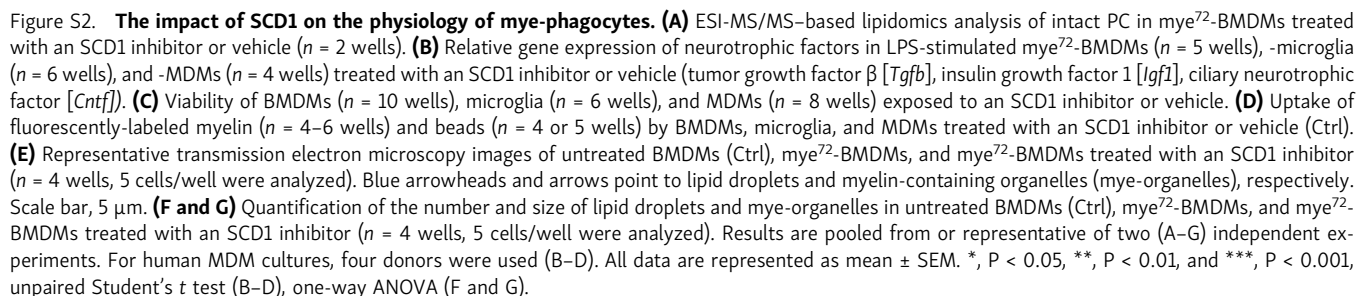 Figure S2. The impact of SCD1 on the physiology of mye-phagocytes. (A) ESI-MS/MS–based lipidomics analysis of intact PC in mye⁷²-BMDMs treated
with an SCD1 inhibitor or vehicle (n = 2 wells). (B) Relative gene expression of neurotrophic factors in LPS-stimulated mye⁷²-BMDMs (n = 5 wells), -microglia
(n = 6 wells), and -MDMs (n = 4 wells) treated with an SCD1 inhibitor or vehicle (tumor growth factor β [Tgfb], insulin growth factor 1 [Igf1], ciliary neurotrophic
factor [Cntf]). (C) Viability of BMDMs (n = 10 wells), microglia (n = 6 wells), and MDMs (n = 8 wells) exposed to an SCD1 inhibitor or vehicle. (D) Uptake of
fluorescently-labeled myelin (n = 4–6 wells) and beads (n = 4 or 5 wells) by BMDMs, microglia, and MDMs treated with an SCD1 inhibitor or vehicle (Ctrl).
(E) Representative transmission electron microscopy images of untreated BMDMs (Ctrl), mye⁷²-BMDMs, and mye⁷²-BMDMs treated with an SCD1 inhibitor
(n = 4 wells, 5 cells/well were analyzed). Blue arrowheads and arrows point to lipid droplets and myelin-containing organelles (mye-organelles), respectively.
Scale bar, 5 μm. (F and G) Quantification of the number and size of lipid droplets and mye-organelles in untreated BMDMs (Ctrl), mye⁷²-BMDMs, and mye⁷²-
BMDMs treated with an SCD1 inhibitor (n = 4 wells, 5 cells/well were analyzed). Results are pooled from or representative of two (A–G) independent ex-
periments. For human MDM cultures, four donors were used (B–D). All data are represented as mean ± SEM. *, P < 0.05, **, P < 0.01, and ***, P < 0.001,
unpaired Student’s t test (B–D), one-way ANOVA (F and G).